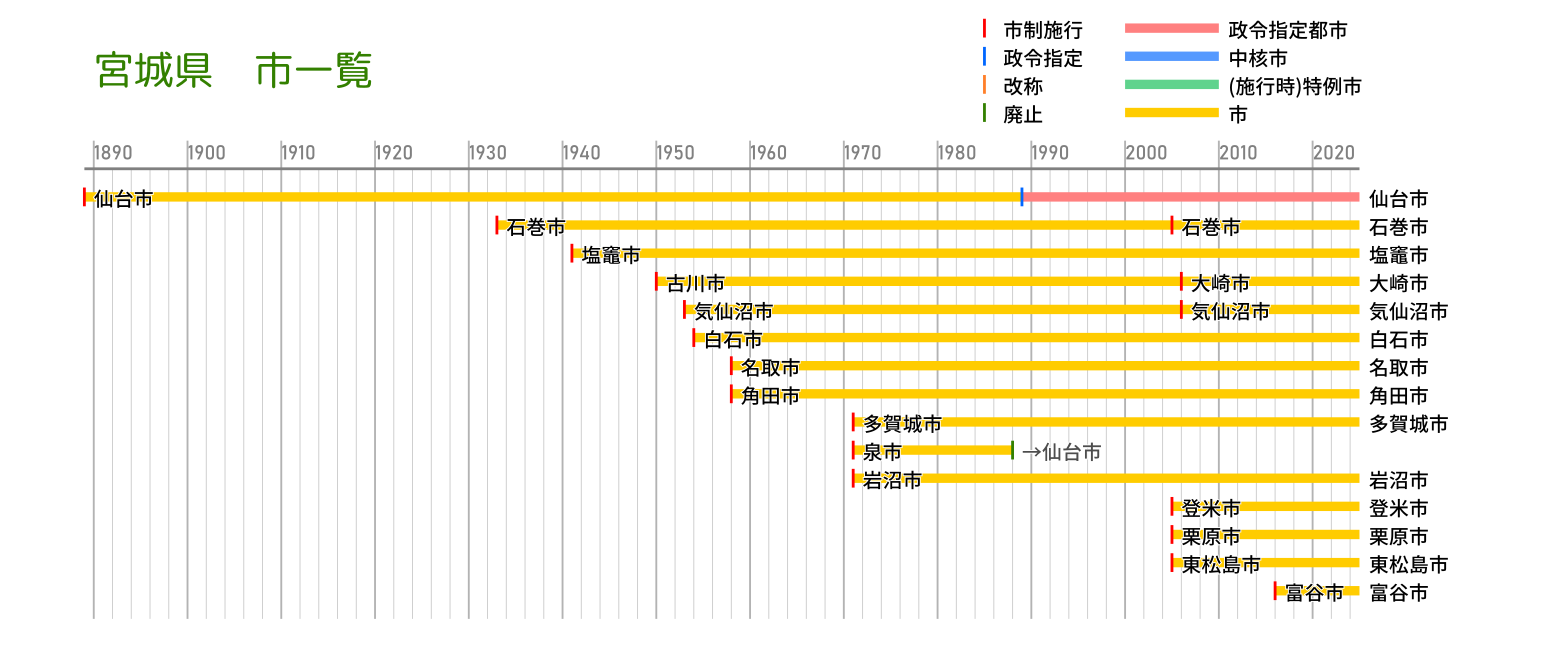 宮城県　市一覧
市制施行
政令指定
改称
廃止
政令指定都市
中核市
(施行時)特例市
市
1890 1900 1910 1920 1930 1940 1950 1960 1970 1980 1990 2000 2010 2020
仙台市 仙台市
石巻市 石巻市 石巻市
塩竈市 塩竈市
古川市 大崎市 大崎市
気仙沼市 気仙沼市 気仙沼市
白石市 白石市
名取市 名取市
角田市 角田市
多賀城市 多賀城市
泉市 →仙台市
岩沼市 岩沼市
登米市 登米市
栗原市 栗原市
東松島市 東松島市
富谷市 富谷市